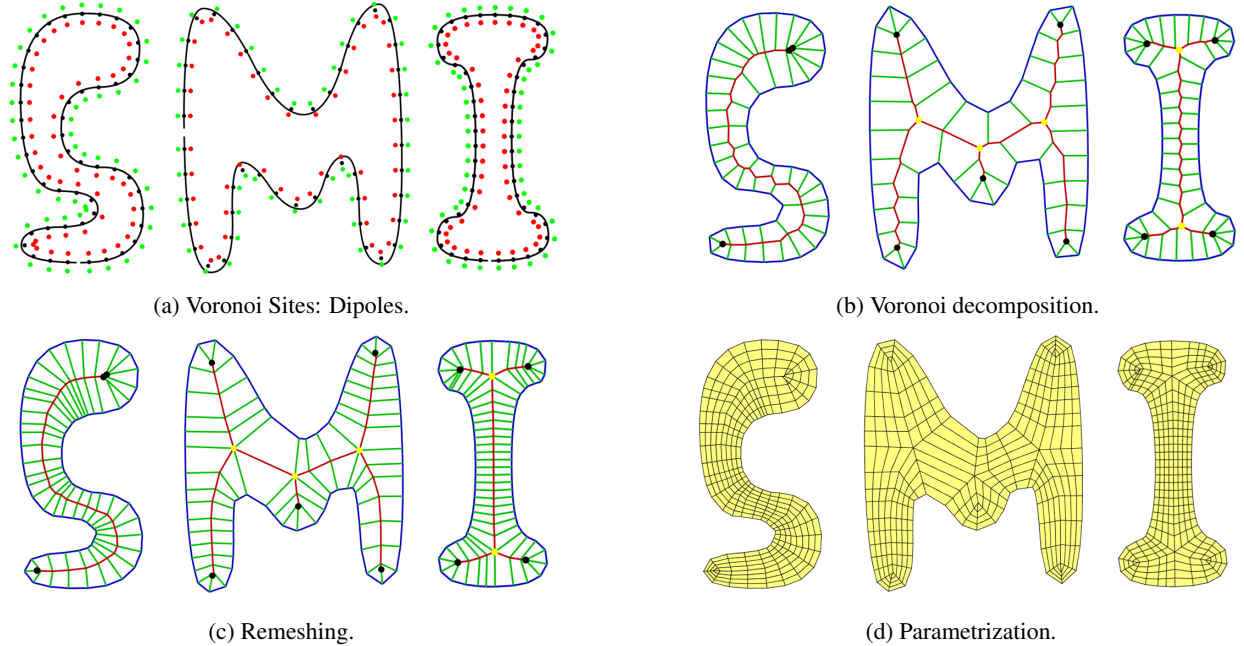 (a) Voronoi Sites: Dipoles.
(b) Voronoi decomposition.
(c) Remeshing.
(d) Parametrization.